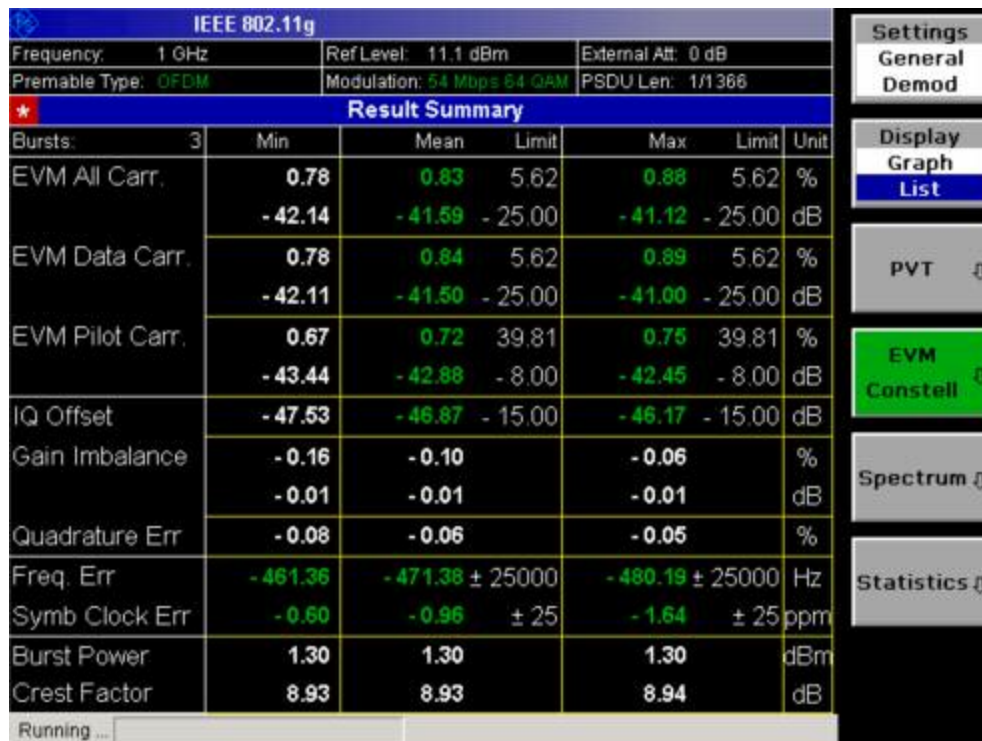 IEEE 802.11g
Frequency: 1 GHz Ref Level: 11.1 dBm External Att: 0 dB
Premable Type: OFDM Modulation: 54 Mbps 64 QAM PSDU Len: 1/1366
* Result Summary
Bursts: 3 Min Mean Limit Max Limit Unit
EVM All Carr. 0.78 0.83 5.62 0.88 5.62 %
- 42.14 - 41.59 - 25.00 - 41.12 - 25.00 dB
EVM Data Carr. 0.78 0.84 5.62 0.89 5.62 %
- 42.11 - 41.50 - 25.00 - 41.00 - 25.00 dB
EVM Pilot Carr. 0.67 0.72 39.81 0.75 39.81 %
- 43.44 - 42.88 - 8.00 - 42.45 - 8.00 dB
IQ Offset - 47.53 - 46.87 - 15.00 - 46.17 - 15.00 dB
Gain Imbalance - 0.16 - 0.10 - 0.06 %
- 0.01 - 0.01 - 0.01 dB
Quadrature Err - 0.08 - 0.06 - 0.05 %
Freq. Err - 461.36 - 471.38 ± 25000 - 480.19 ± 25000 Hz
Symb Clock Err - 0.60 - 0.96 ± 25 - 1.64 ± 25 ppm
Burst Power 1.30 1.30 1.30 dBm
Crest Factor 8.93 8.93 8.94 dB
Running ...
Settings
General
Demod
Display
Graph
List
PVT
EVM
Constell
Spectrum
Statistics